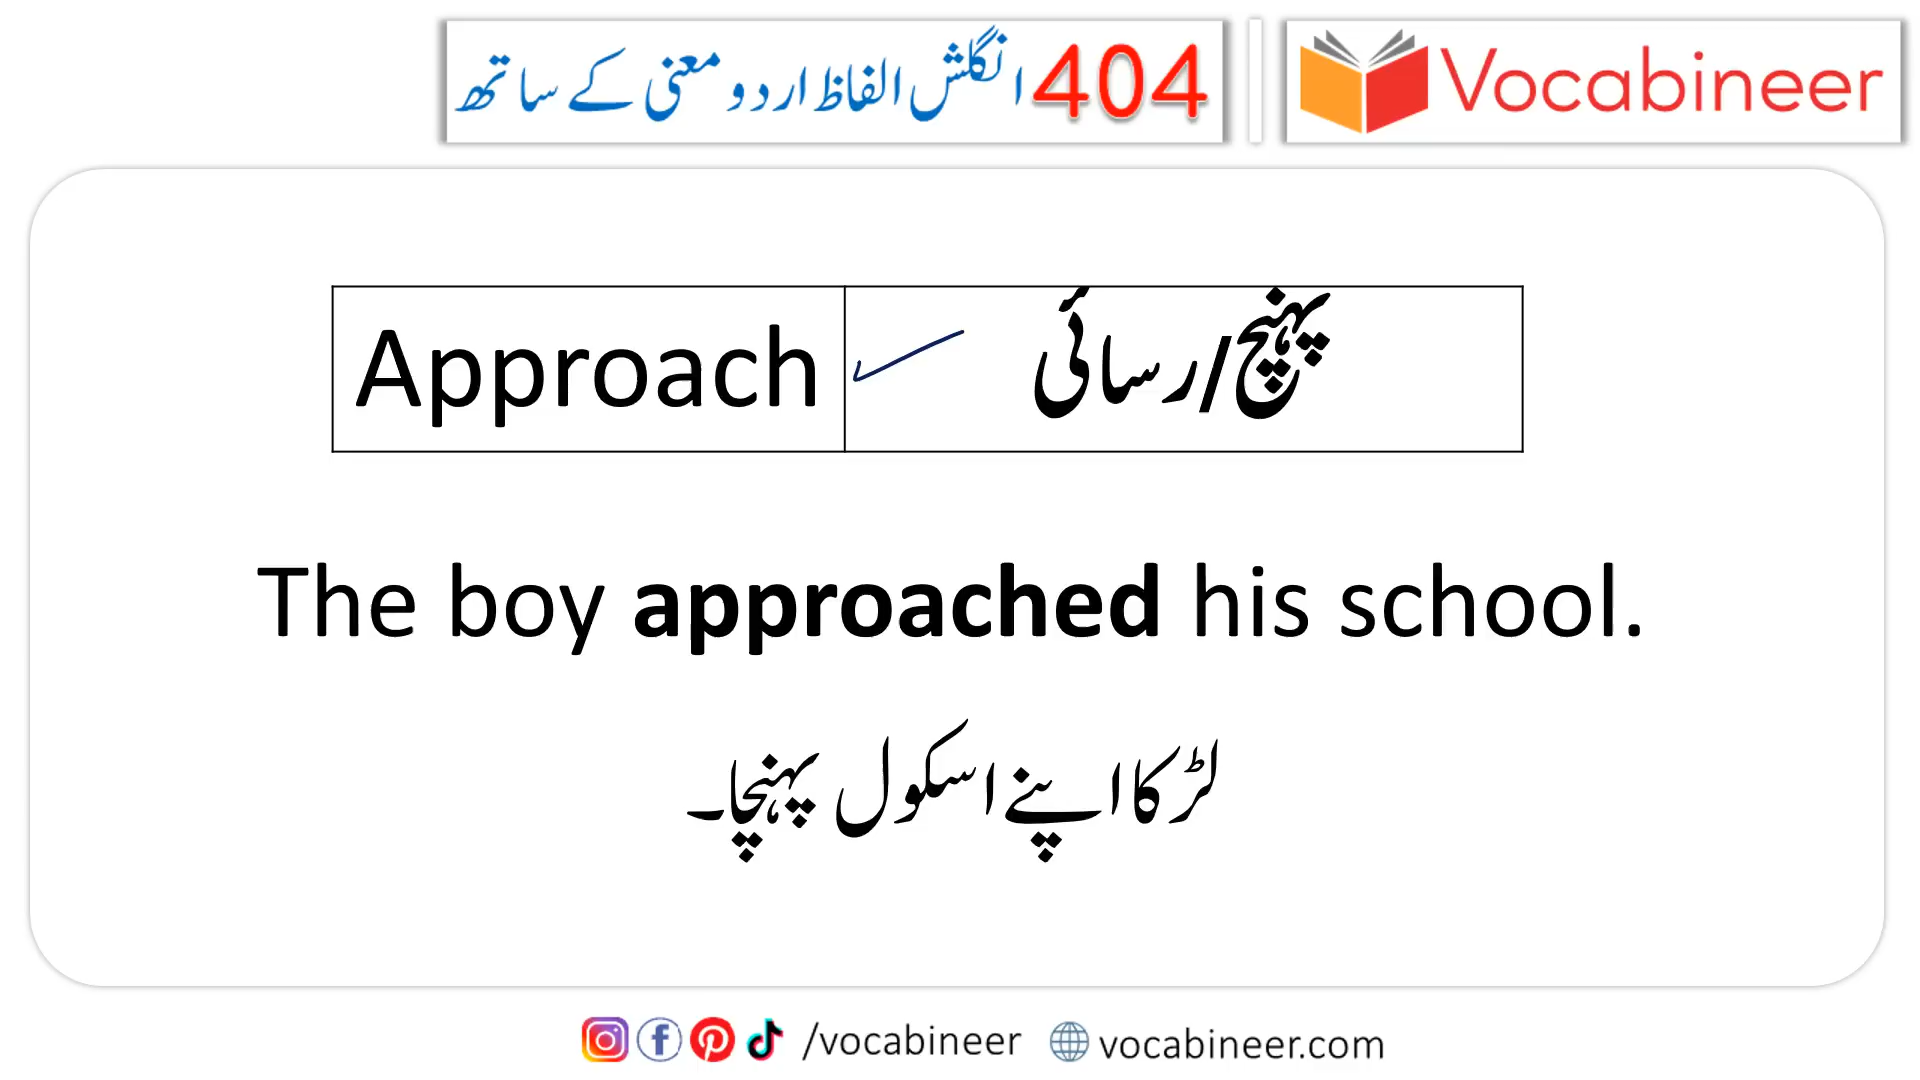 404 انگلش الفاظ اردو معنی کے ساتھ
Vocabineer
Approach
پہنچ/رسائی
The boy approached his school.
لڑکا اپنے اسکول پہنچا۔
/vocabineer
vocabineer.com